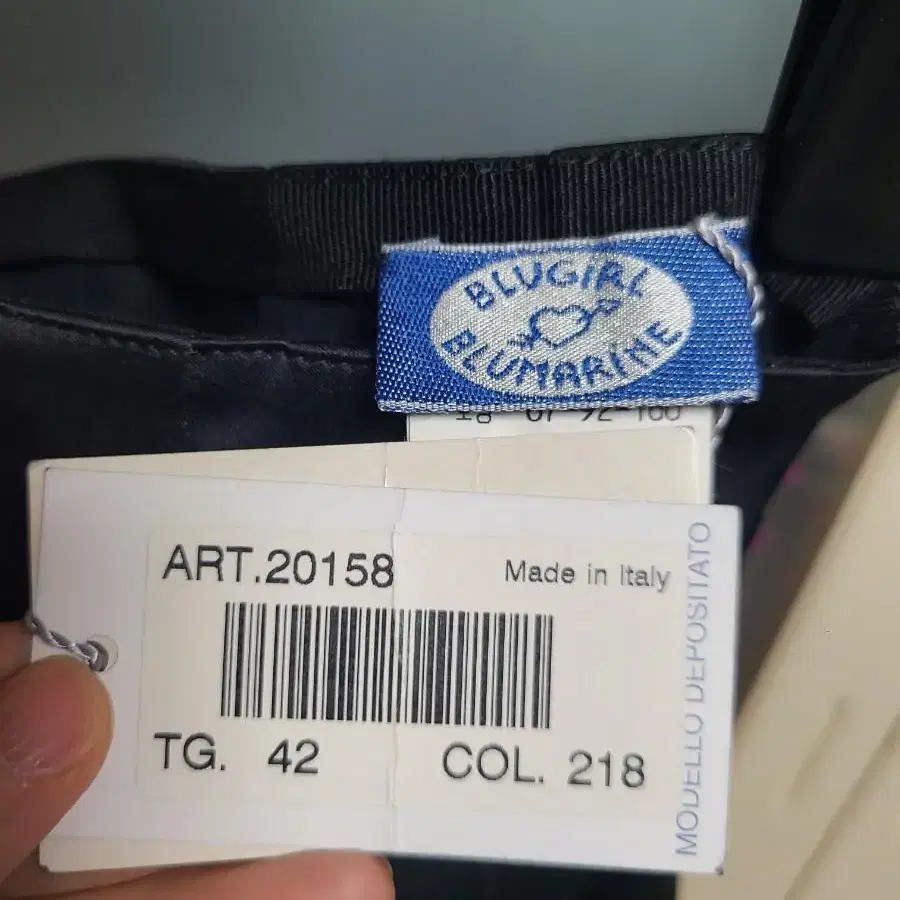 BLUGIRL
BLUMARINE
ART.20158
Made in Italy
TG. 42
COL. 218
MODELLO DEPOSITATO